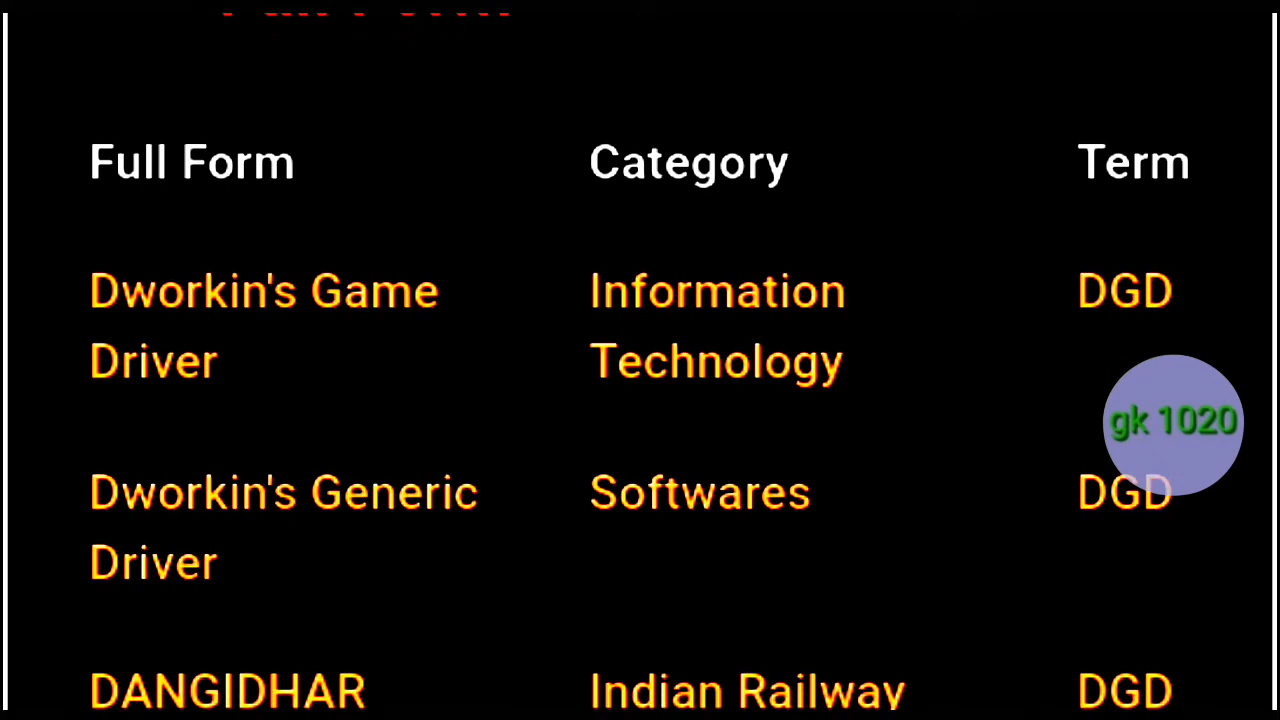 Full Form Category Term
Dworkin's Game Information DGD
Driver Technology
gk 1020
Dworkin's Generic Softwares DGD
Driver
DANGIDHAR Indian Railway DGD